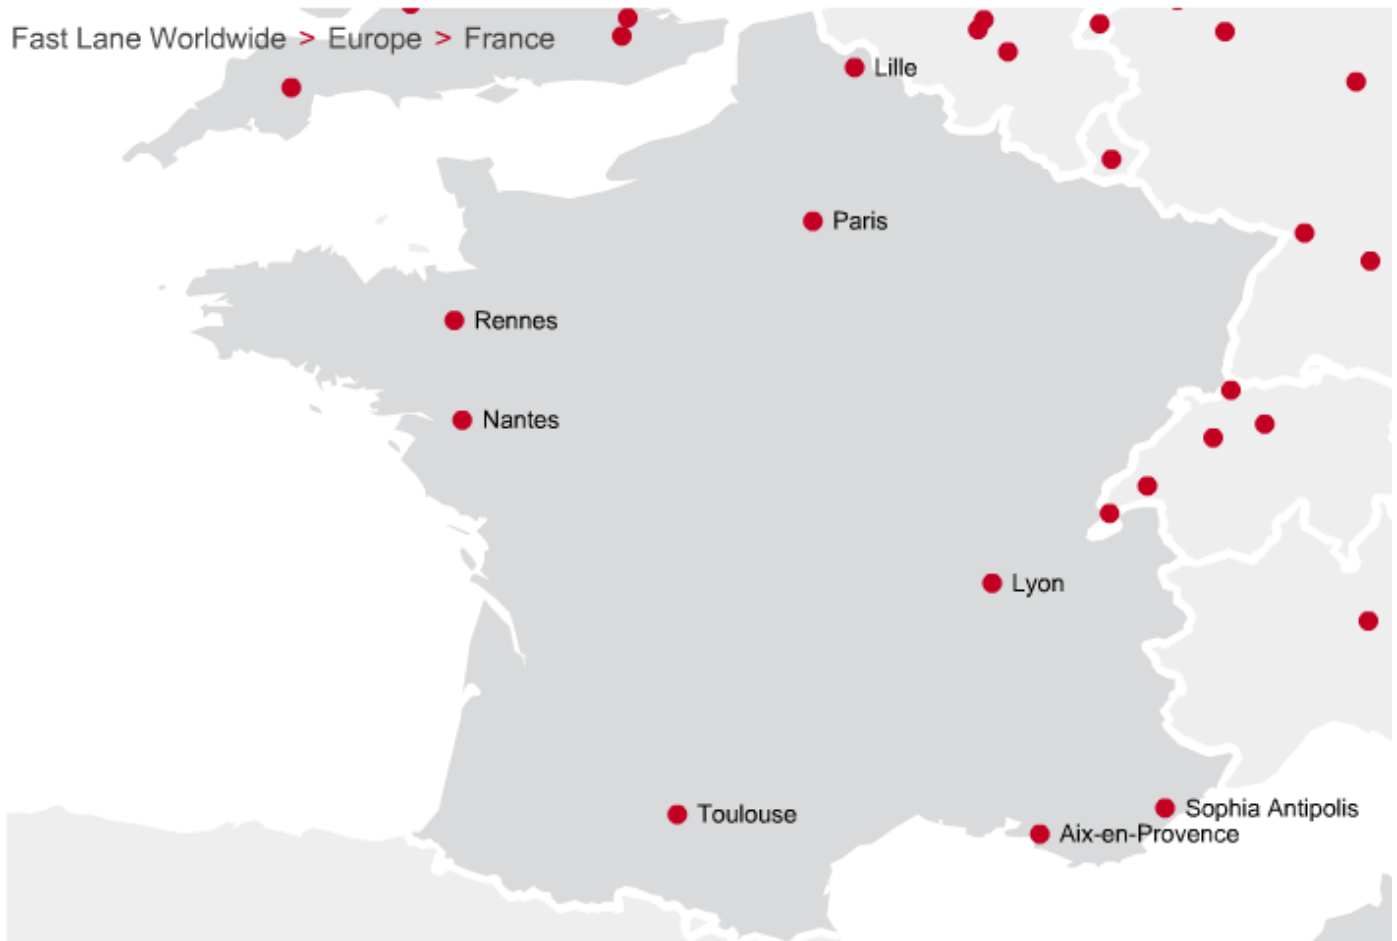 Fast Lane Worldwide > Europe > France
Lille
Paris
Rennes
Nantes
Lyon
Toulouse
Sophia Antipolis
Aix-en-Provence